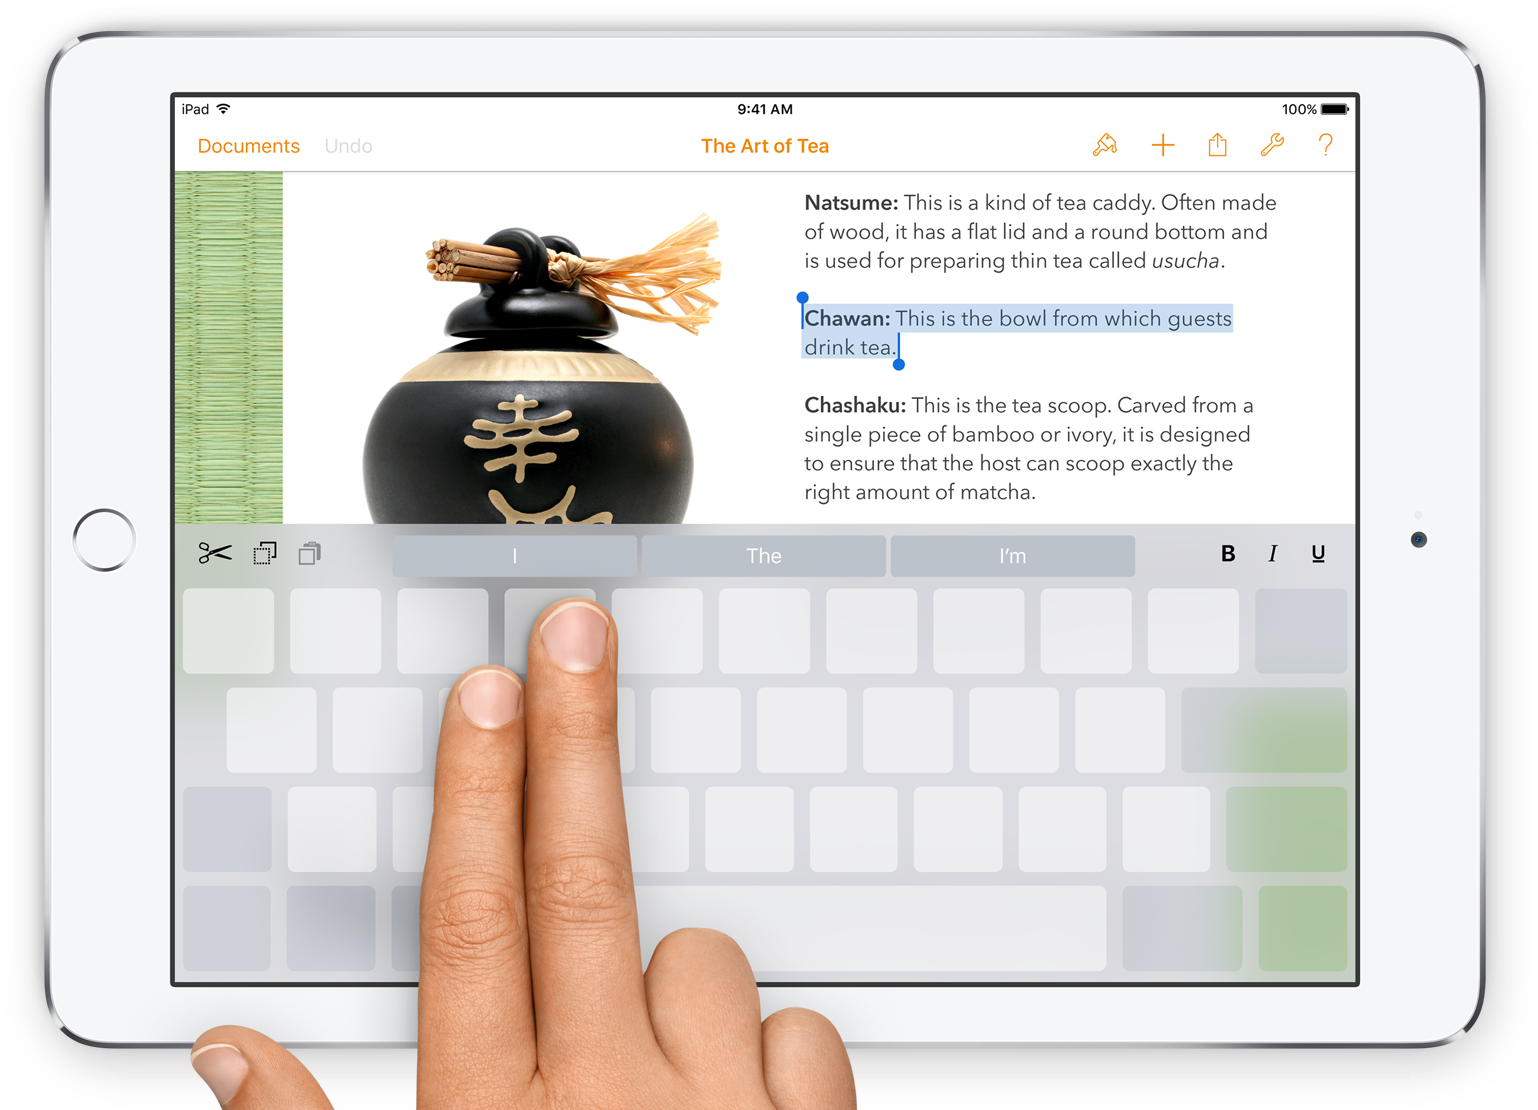 iPad 9:41 AM 100%
Documents Undo The Art of Tea ?
Natsume: This is a kind of tea caddy. Often made
of wood, it has a flat lid and a round bottom and
is used for preparing thin tea called usucha.
Chawan: This is the bowl from which guests
drink tea.
Chashaku: This is the tea scoop. Carved from a
single piece of bamboo or ivory, it is designed
to ensure that the host can scoop exactly the
right amount of matcha.
幸
I The I’m B I U